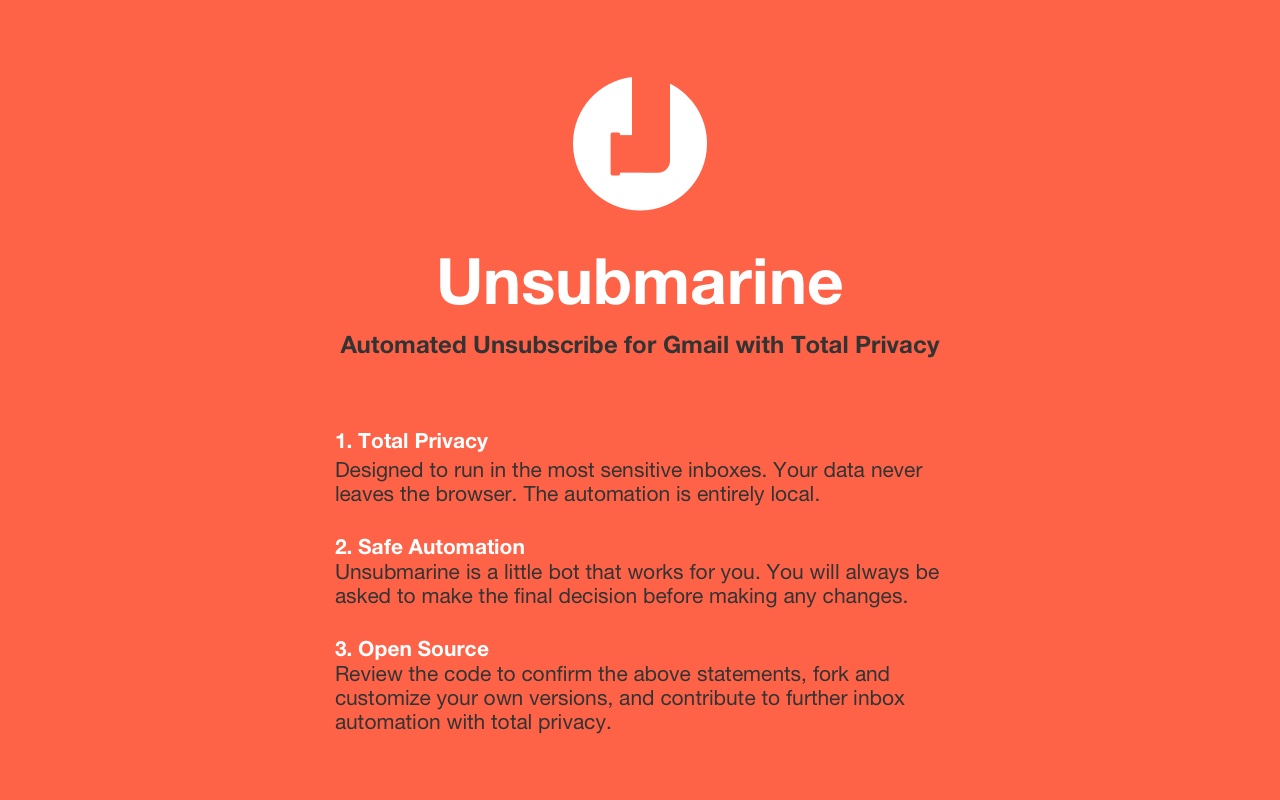 Unsubmarine
Automated Unsubscribe for Gmail with Total Privacy
1. Total Privacy
Designed to run in the most sensitive inboxes. Your data never
leaves the browser. The automation is entirely local.
2. Safe Automation
Unsubmarine is a little bot that works for you. You will always be
asked to make the final decision before making any changes.
3. Open Source
Review the code to confirm the above statements, fork and
customize your own versions, and contribute to further inbox
automation with total privacy.